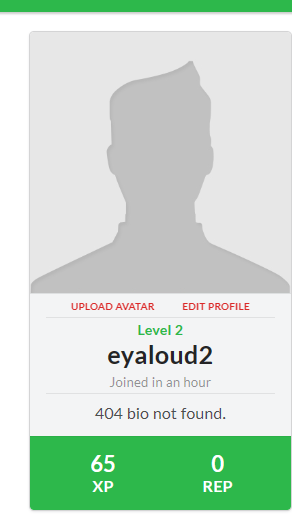 UPLOAD AVATAR EDIT PROFILE
Level 2
eyaloud2
Joined in an hour
404 bio not found.
65 0
XP REP